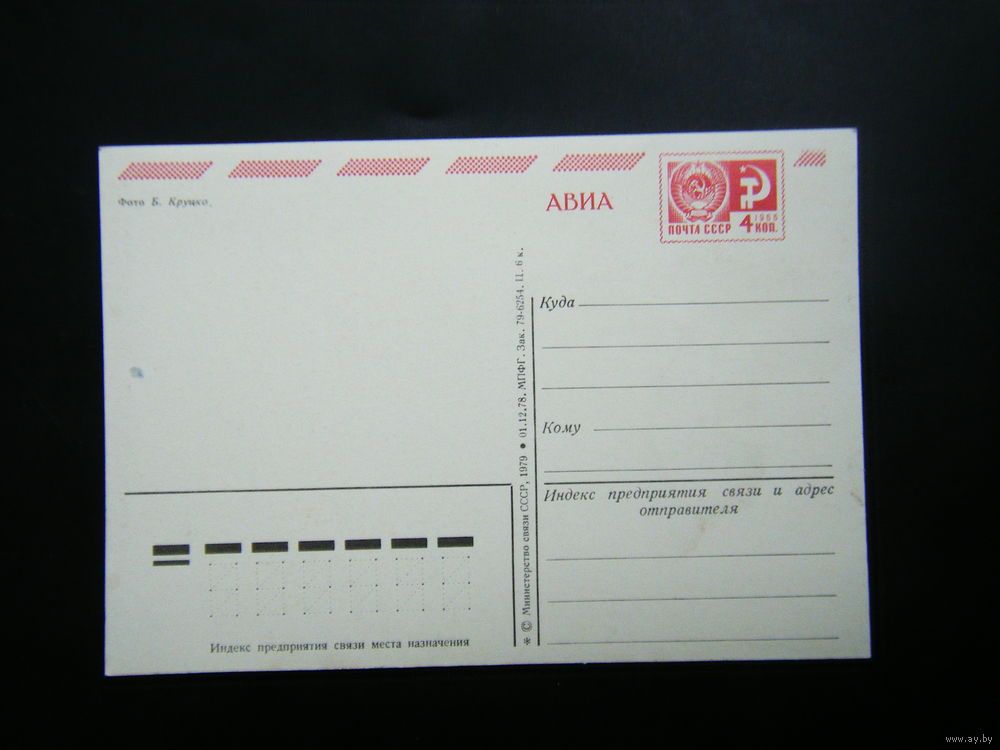 Фото Б. Круцко.
АВИА
ПОЧТА СССР
1966
4 КОП.
Куда
Кому
Индекс предприятия связи и адрес
отправителя
* © Министерство связи СССР, 1979 ● 01.12.78. МПФГ. Зак. 79-6254. Ц. 6 к.
Индекс предприятия связи места назначения
www.ay.by